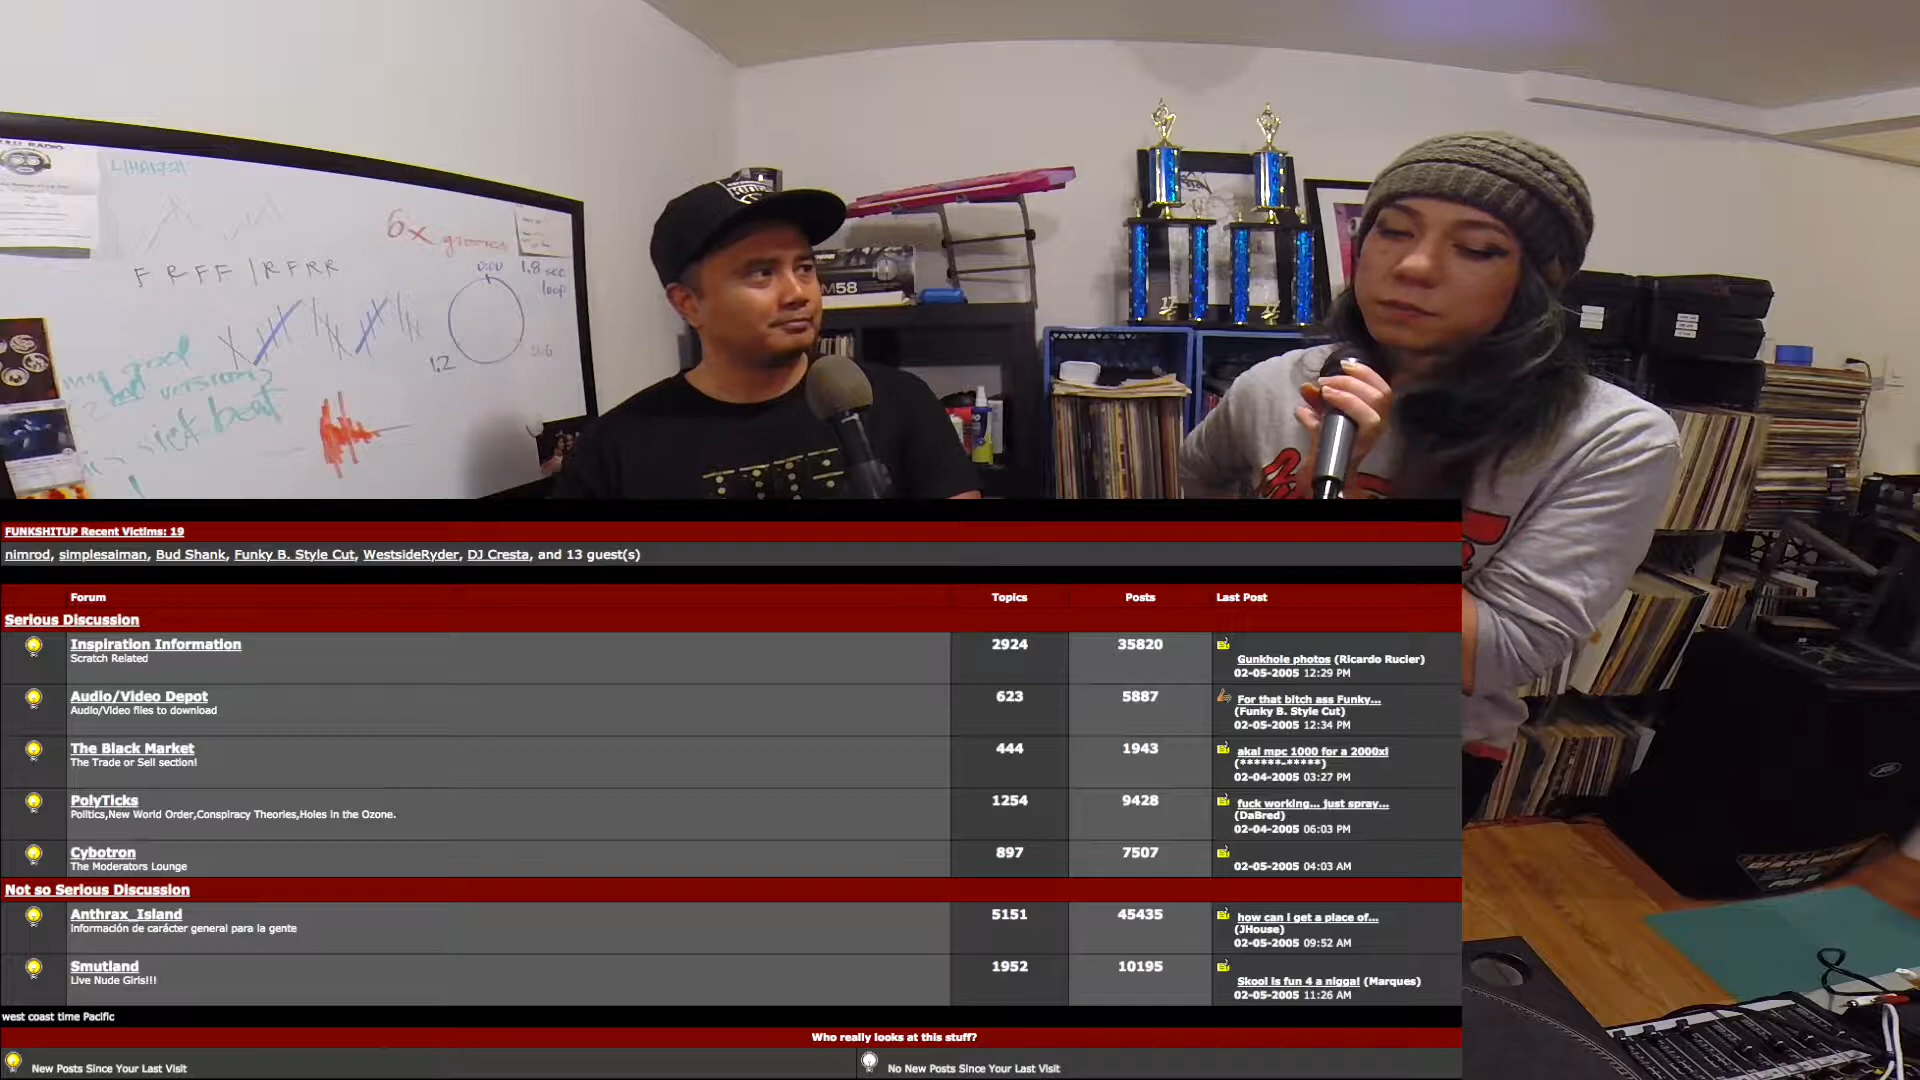 6x grooves
0:00
1.8 sec
loop
F R F F / R F R R
1.2
sick beat
M58
FUNKSHITUP Recent Victims: 19
nimrod, simplesaiman, Bud Shank, Funky B. Style Cut, WestsideRyder, DJ Cresta, and 13 guest(s)
Forum Topics Posts Last Post
Serious Discussion
Inspiration Information 2924 35820
Scratch Related
Gunkhole photos (Ricardo Rucler)
02-05-2005 12:29 PM
Audio/Video Depot 623 5887 For that bitch ass Funky...
Audio/Video files to download (Funky B. Style Cut)
02-05-2005 12:34 PM
The Black Market 444 1943 akai mpc 1000 for a 2000xl
The Trade or Sell section! (******-*****)
02-04-2005 03:27 PM
PolyTicks 1254 9428 fuck working... just spray...
Politics,New World Order,Conspiracy Theories,Holes in the Ozone. (DaBred)
02-04-2005 06:03 PM
Cybotron 897 7507
The Moderators Lounge 02-05-2005 04:03 AM
Not so Serious Discussion
Anthrax_Island 5151 45435 how can i get a place of...
información de carácter general para la gente (JHouse)
02-05-2005 09:52 AM
Smutland 1952 10195
Live Nude Girls!!! Skool is fun 4 a nigga! (Marques)
02-05-2005 11:26 AM
west coast time Pacific
Who really looks at this stuff?
New Posts Since Your Last Visit No New Posts Since Your Last Visit